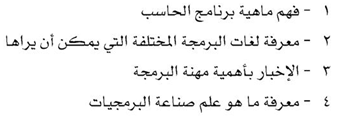 ١ - فهم ماهية برنامج الحاسب
٢ - معرفة لغات البرمجة المختلفة التي يمكن أن يراها
٣ - الإخبار بأهمية مهنة البرمجة
٤ - معرفة ما هو علم صناعة البرمجيات